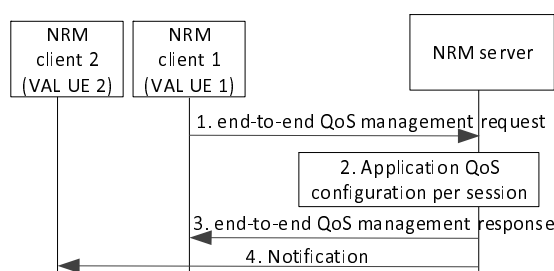 NRM
client 2
(VAL UE 2)
NRM
client 1
(VAL UE 1)
NRM server
1. end-to-end QoS management request
2. Application QoS
configuration per session
3. end-to-end QoS management response
4. Notification